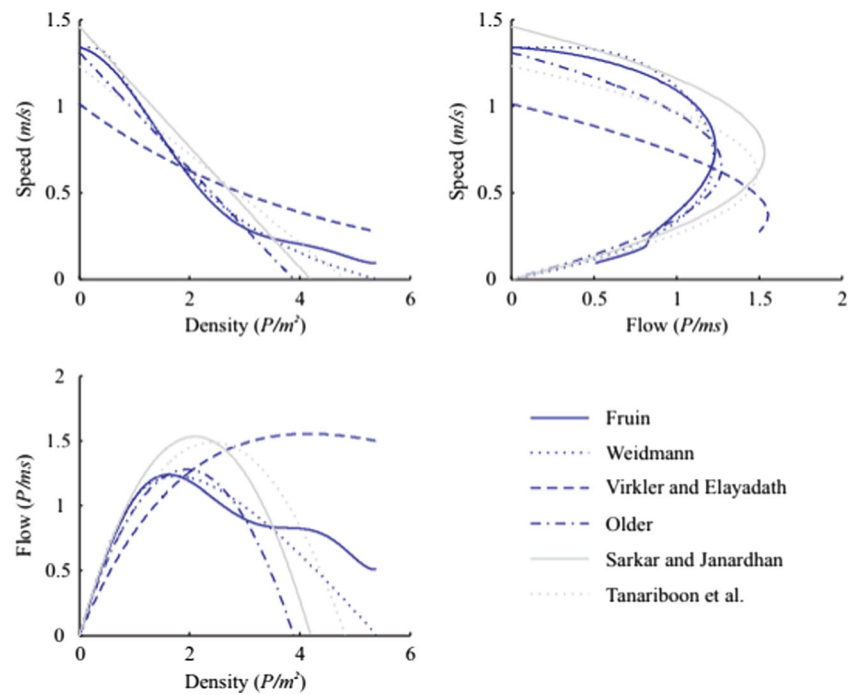 1.5
1
0.5
0
Speed (m/s)
0 2 4 6
Density (P/m²)
1.5
1
0.5
0
Speed (m/s)
0 0.5 1 1.5 2
Flow (P/ms)
2
1.5
1
0.5
0
Flow (P/ms)
0 2 4 6
Density (P/m²)
Fruin
Weidmann
Virkler and Elayadath
Older
Sarkar and Janardhan
Tanariboon et al.